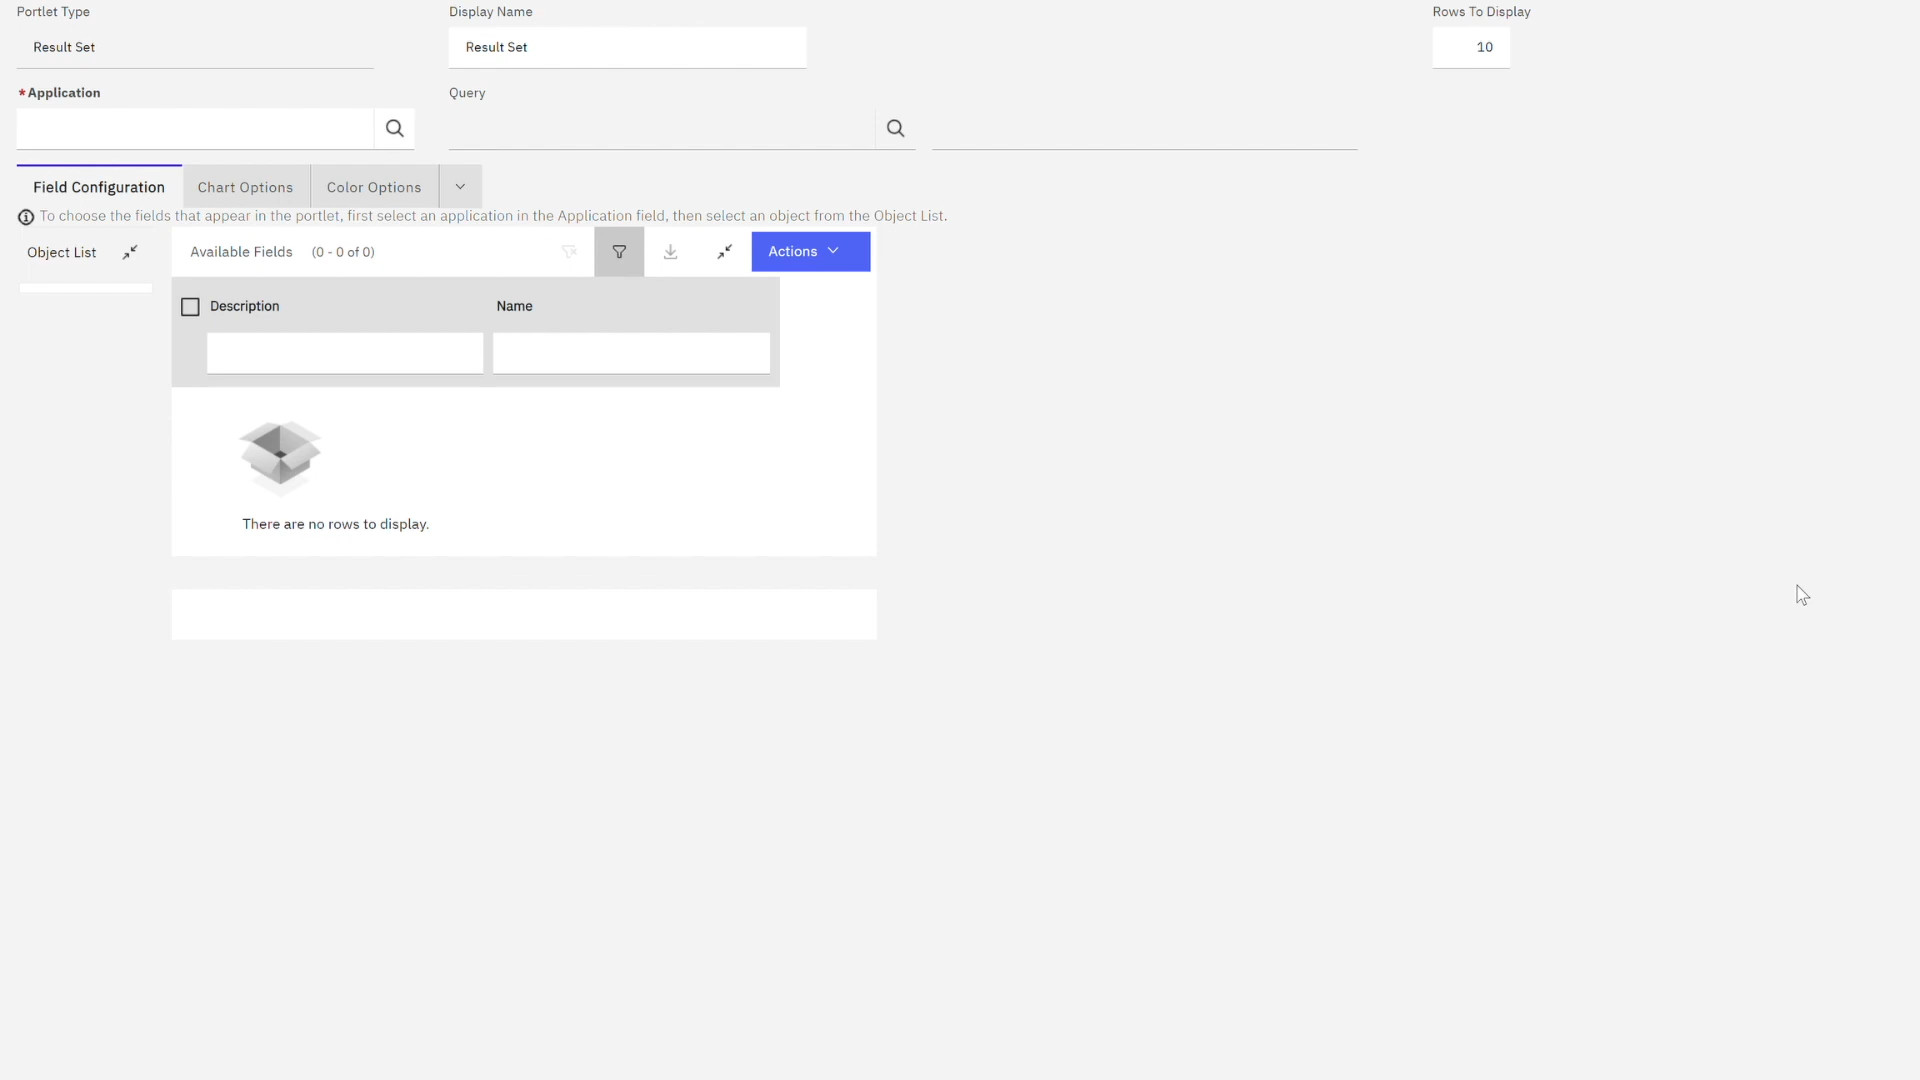 Portlet Type
Display Name
Rows To Display
Result Set
Result Set
10
* Application
Query
Field Configuration
Chart Options
Color Options
To choose the fields that appear in the portlet, first select an application in the Application field, then select an object from the Object List.
Object List
Available Fields (0 - 0 of 0)
Actions
Description
Name
There are no rows to display.